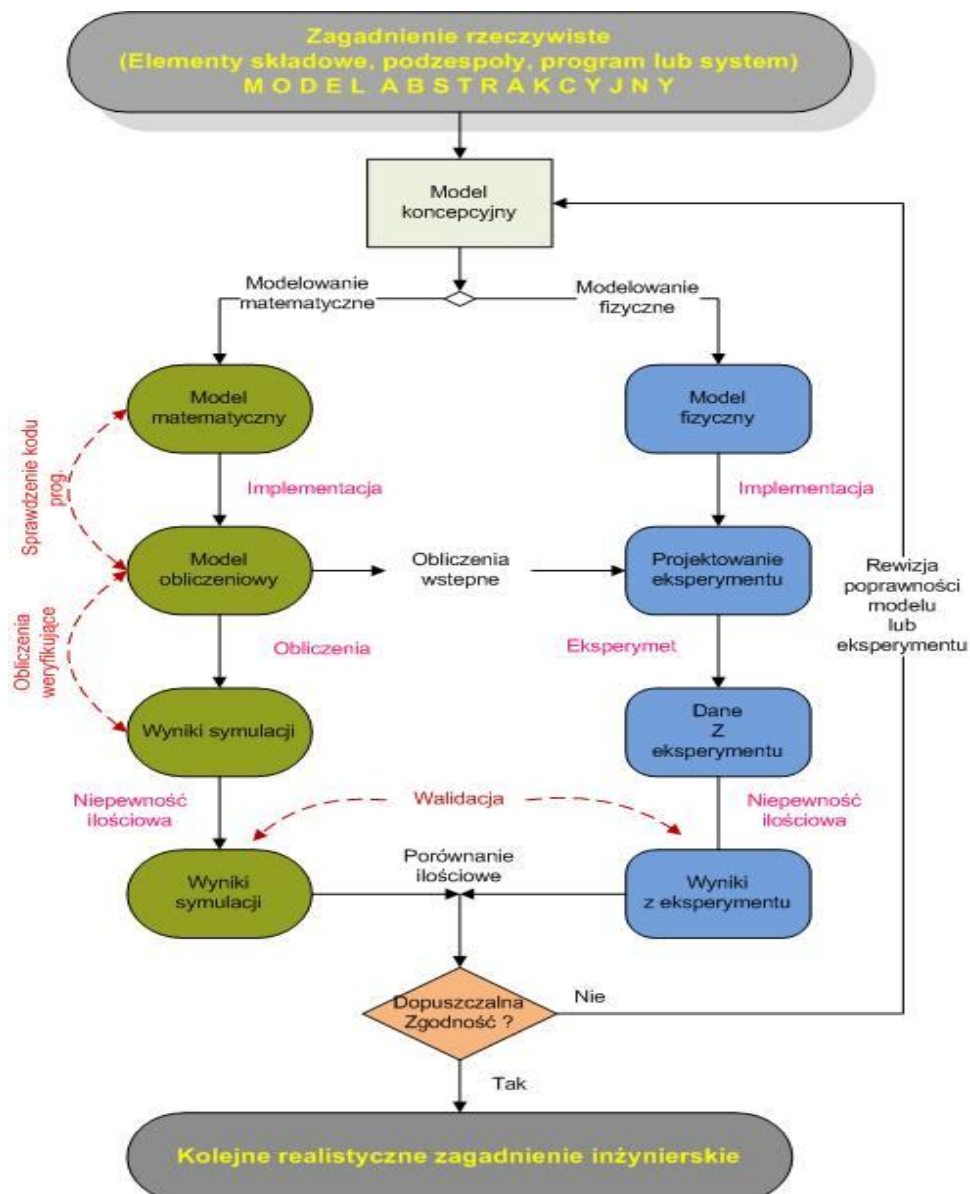 Zagadnienie rzeczywiste
(Elementy składowe, podzespoły, program lub system)
M O D E L A B S T R A K C Y J N Y
Model
koncepcyjny
Modelowanie
matematyczne
Modelowanie
fizyczne
Model
matematyczny
Model
fizyczny
Sprawdzenie kodu
prog.
Implementacja
Implementacja
Model
obliczeniowy
Obliczenia
wstepne
Projektowanie
eksperymentu
Rewizja
poprawności
modelu
lub
eksperymentu
Obliczenia
weryfikujące
Obliczenia
Eksperymet
Wyniki symulacji
Dane
Z
eksperymentu
Niepewność
ilościowa
Walidacja
Niepewność
ilościowa
Wyniki
symulacji
Porównanie
ilościowe
Wyniki
z eksperymentu
Dopuszczalna
Zgodność ?
Nie
Tak
Kolejne realistyczne zagadnienie inżynierskie